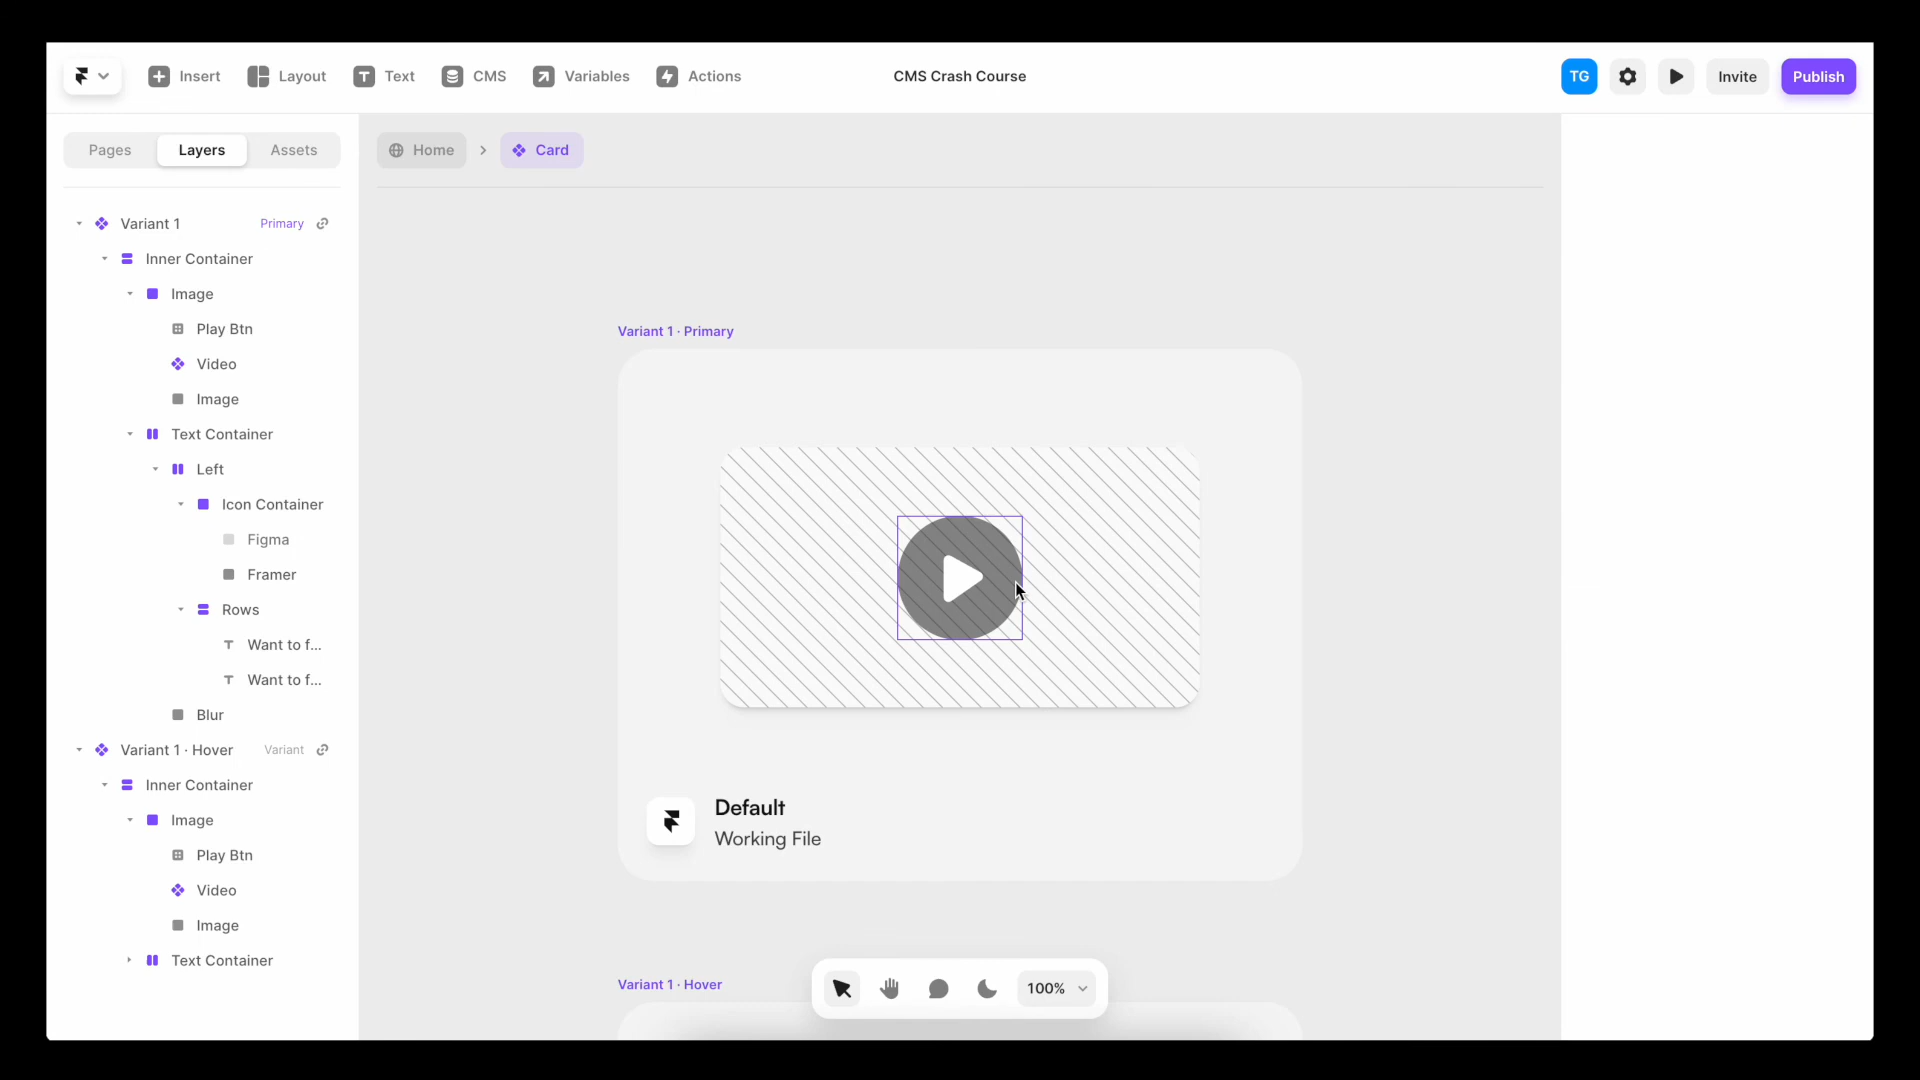 Insert
Layout
Text
CMS
Variables
Actions
CMS Crash Course
TG
Invite
Publish
Pages
Layers
Assets
Home
Card
Variant 1 Primary
Inner Container
Image
Play Btn
Video
Image
Text Container
Left
Icon Container
Figma
Framer
Rows
Want to f...
Want to f...
Blur
Variant 1 · Hover Variant
Inner Container
Image
Play Btn
Video
Image
Text Container
Variant 1 · Primary
Default
Working File
Variant 1 · Hover
100%